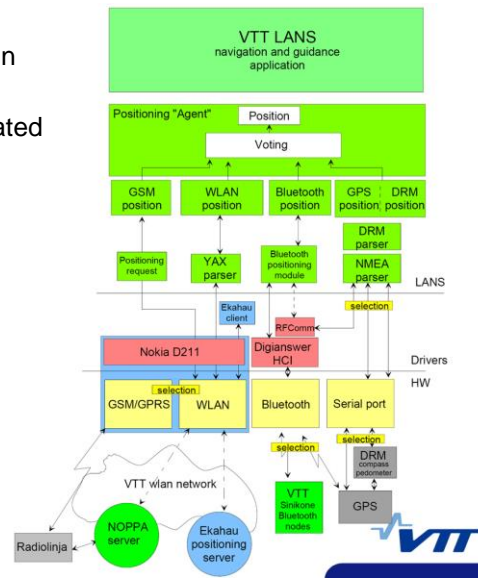 n
ated
VTT LANS
navigation and guidance
application
Positioning "Agent"
Position
Voting
GSM
position
WLAN
position
Bluetooth
position
GPS
position
DRM
position
DRM
parser
Positioning
request
YAX
parser
Bluetooth
positioning
module
NMEA
parser
LANS
selection
Ekahau
client
RFComm
Nokia D211
Digianswer
HCI
Drivers
HW
selection
GSM/GPRS
WLAN
Bluetooth
Serial port
selection
selection
DRM
compass
pedometer
VTT wlan network
VTT
Sinikone
Bluetooth
nodes
GPS
NOPPA
server
Ekahau
positioning
server
Radiolinja
VTT